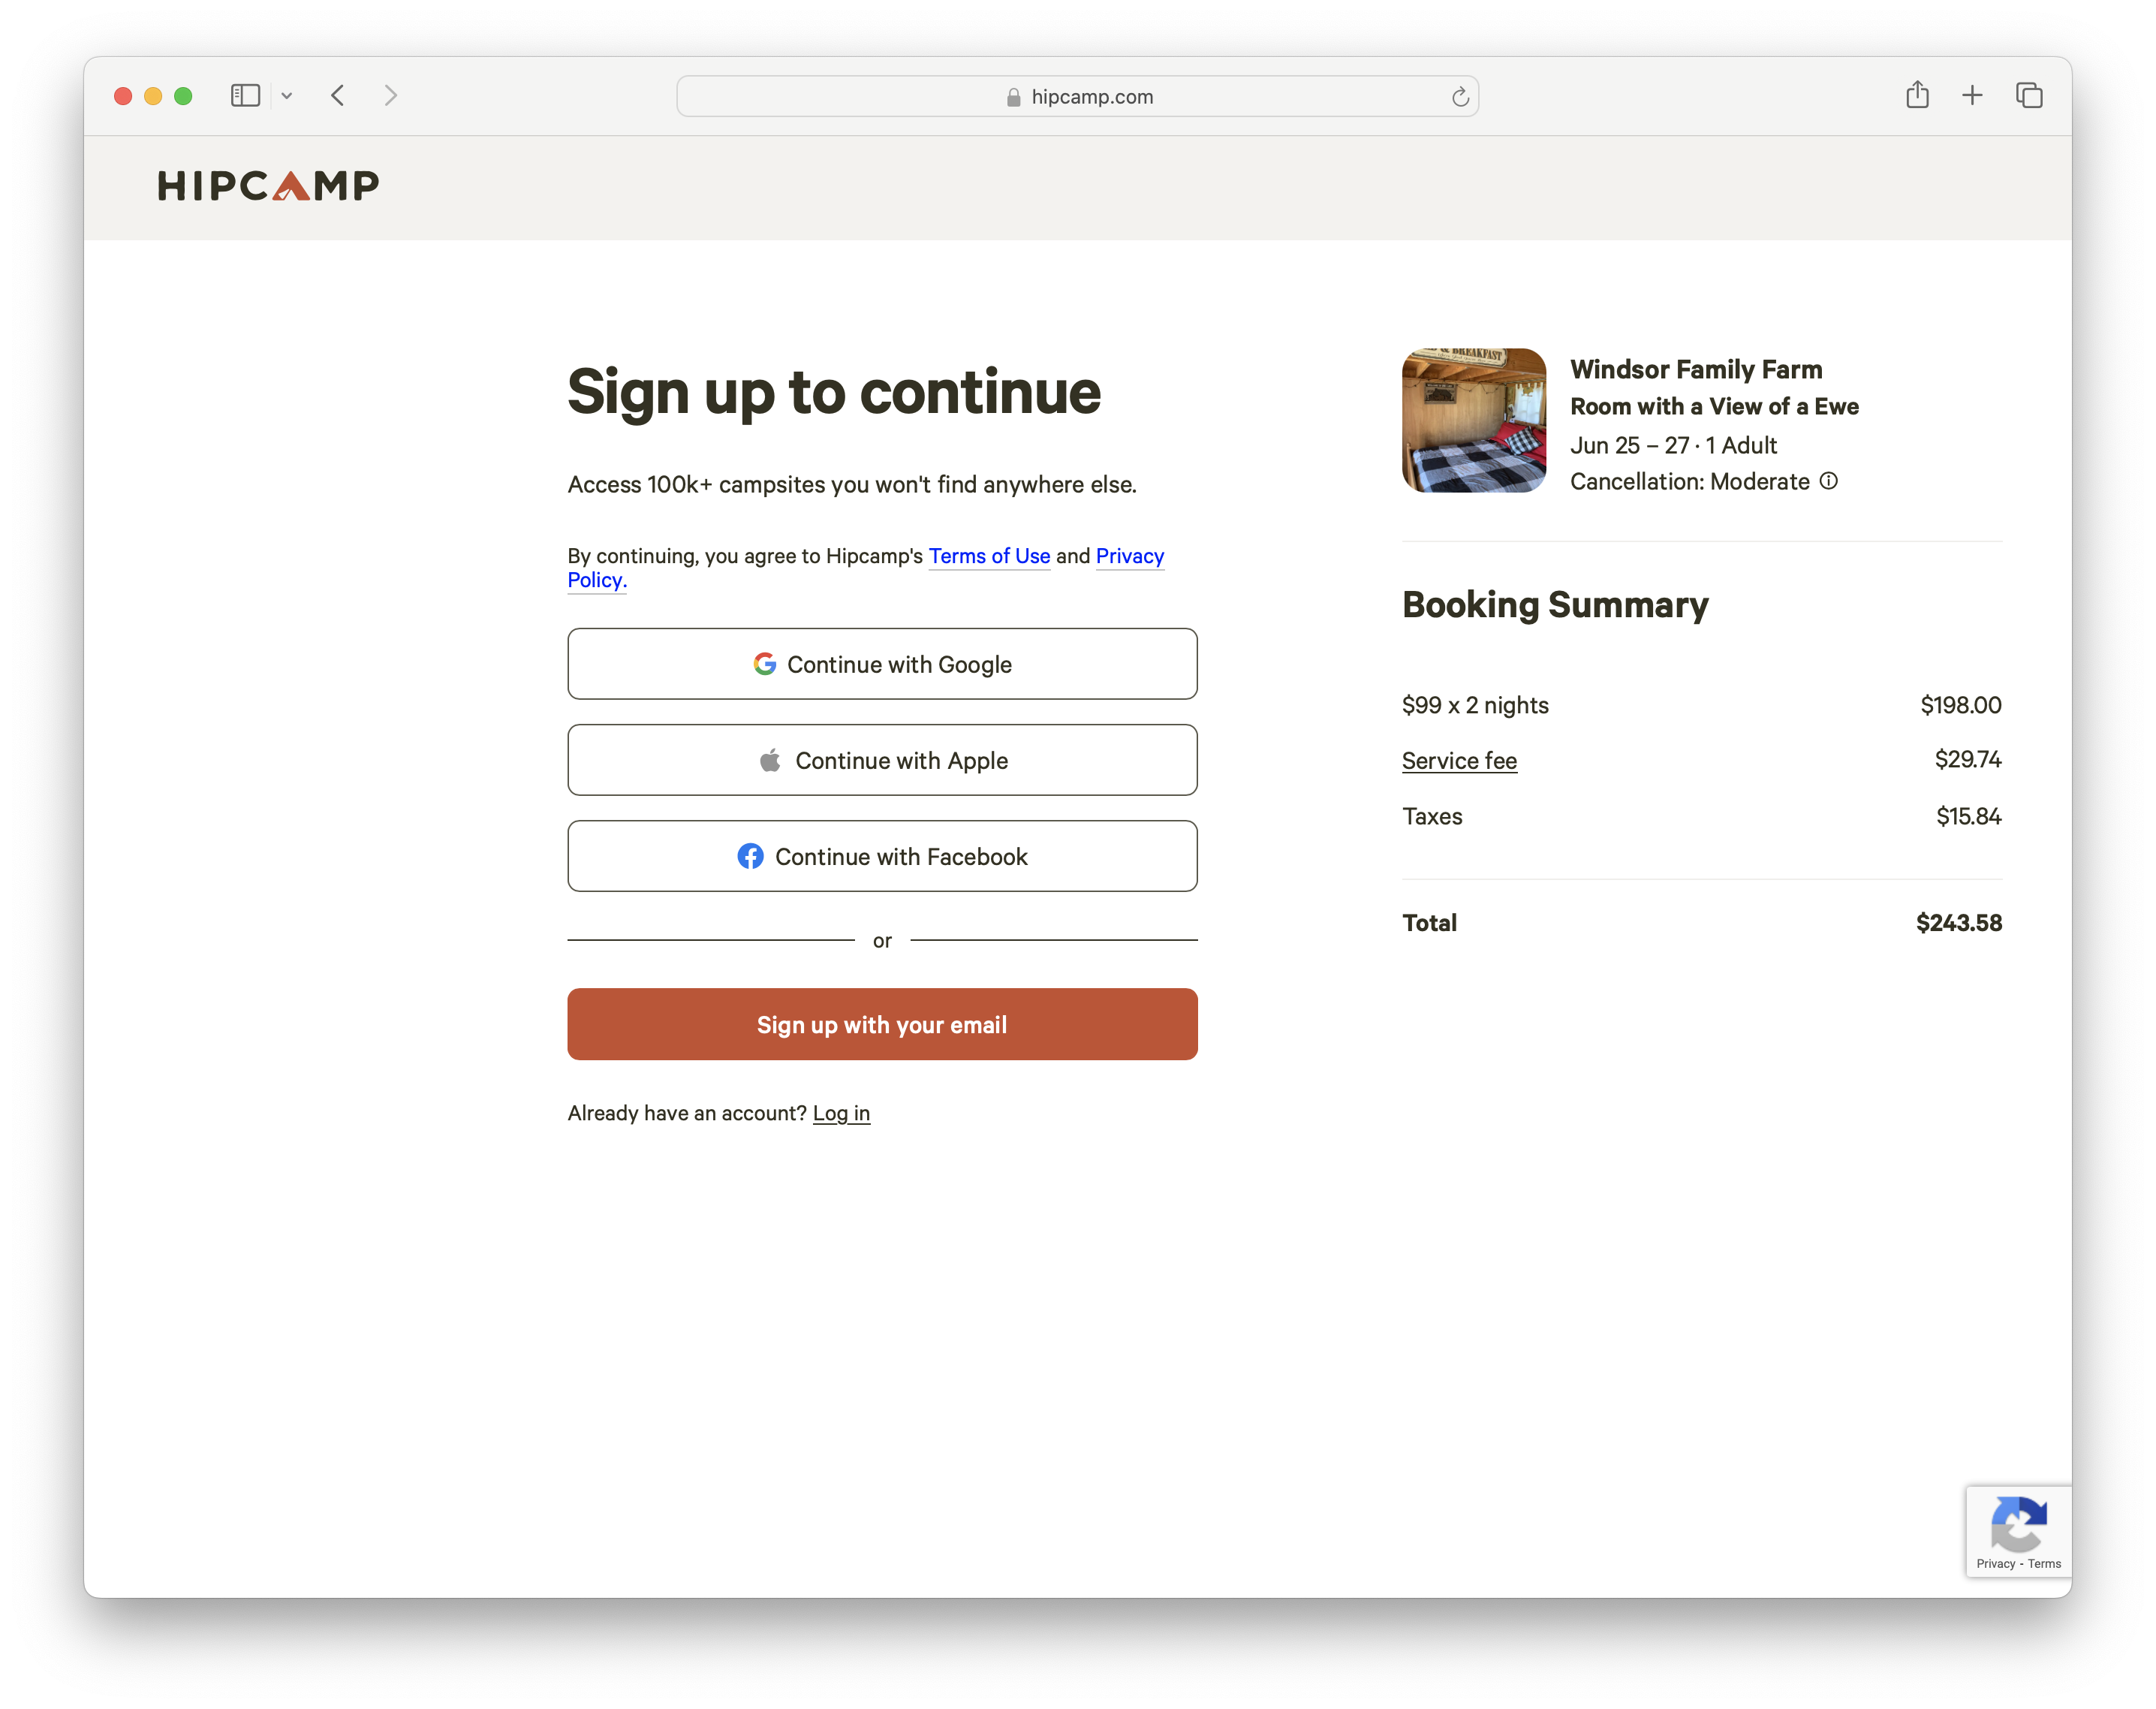 hipcamp.com
HIPCAMP
Sign up to continue
Access 100k+ campsites you won't find anywhere else.
By continuing, you agree to Hipcamp's Terms of Use and Privacy
Policy.
Continue with Google
Continue with Apple
Continue with Facebook
or
Sign up with your email
Already have an account? Log in
& BREAKFAST
Windsor Family Farm
Room with a View of a Ewe
Jun 25 – 27 · 1 Adult
Cancellation: Moderate
Booking Summary
$99 x 2 nights $198.00
Service fee $29.74
Taxes $15.84
Total $243.58
Privacy - Terms